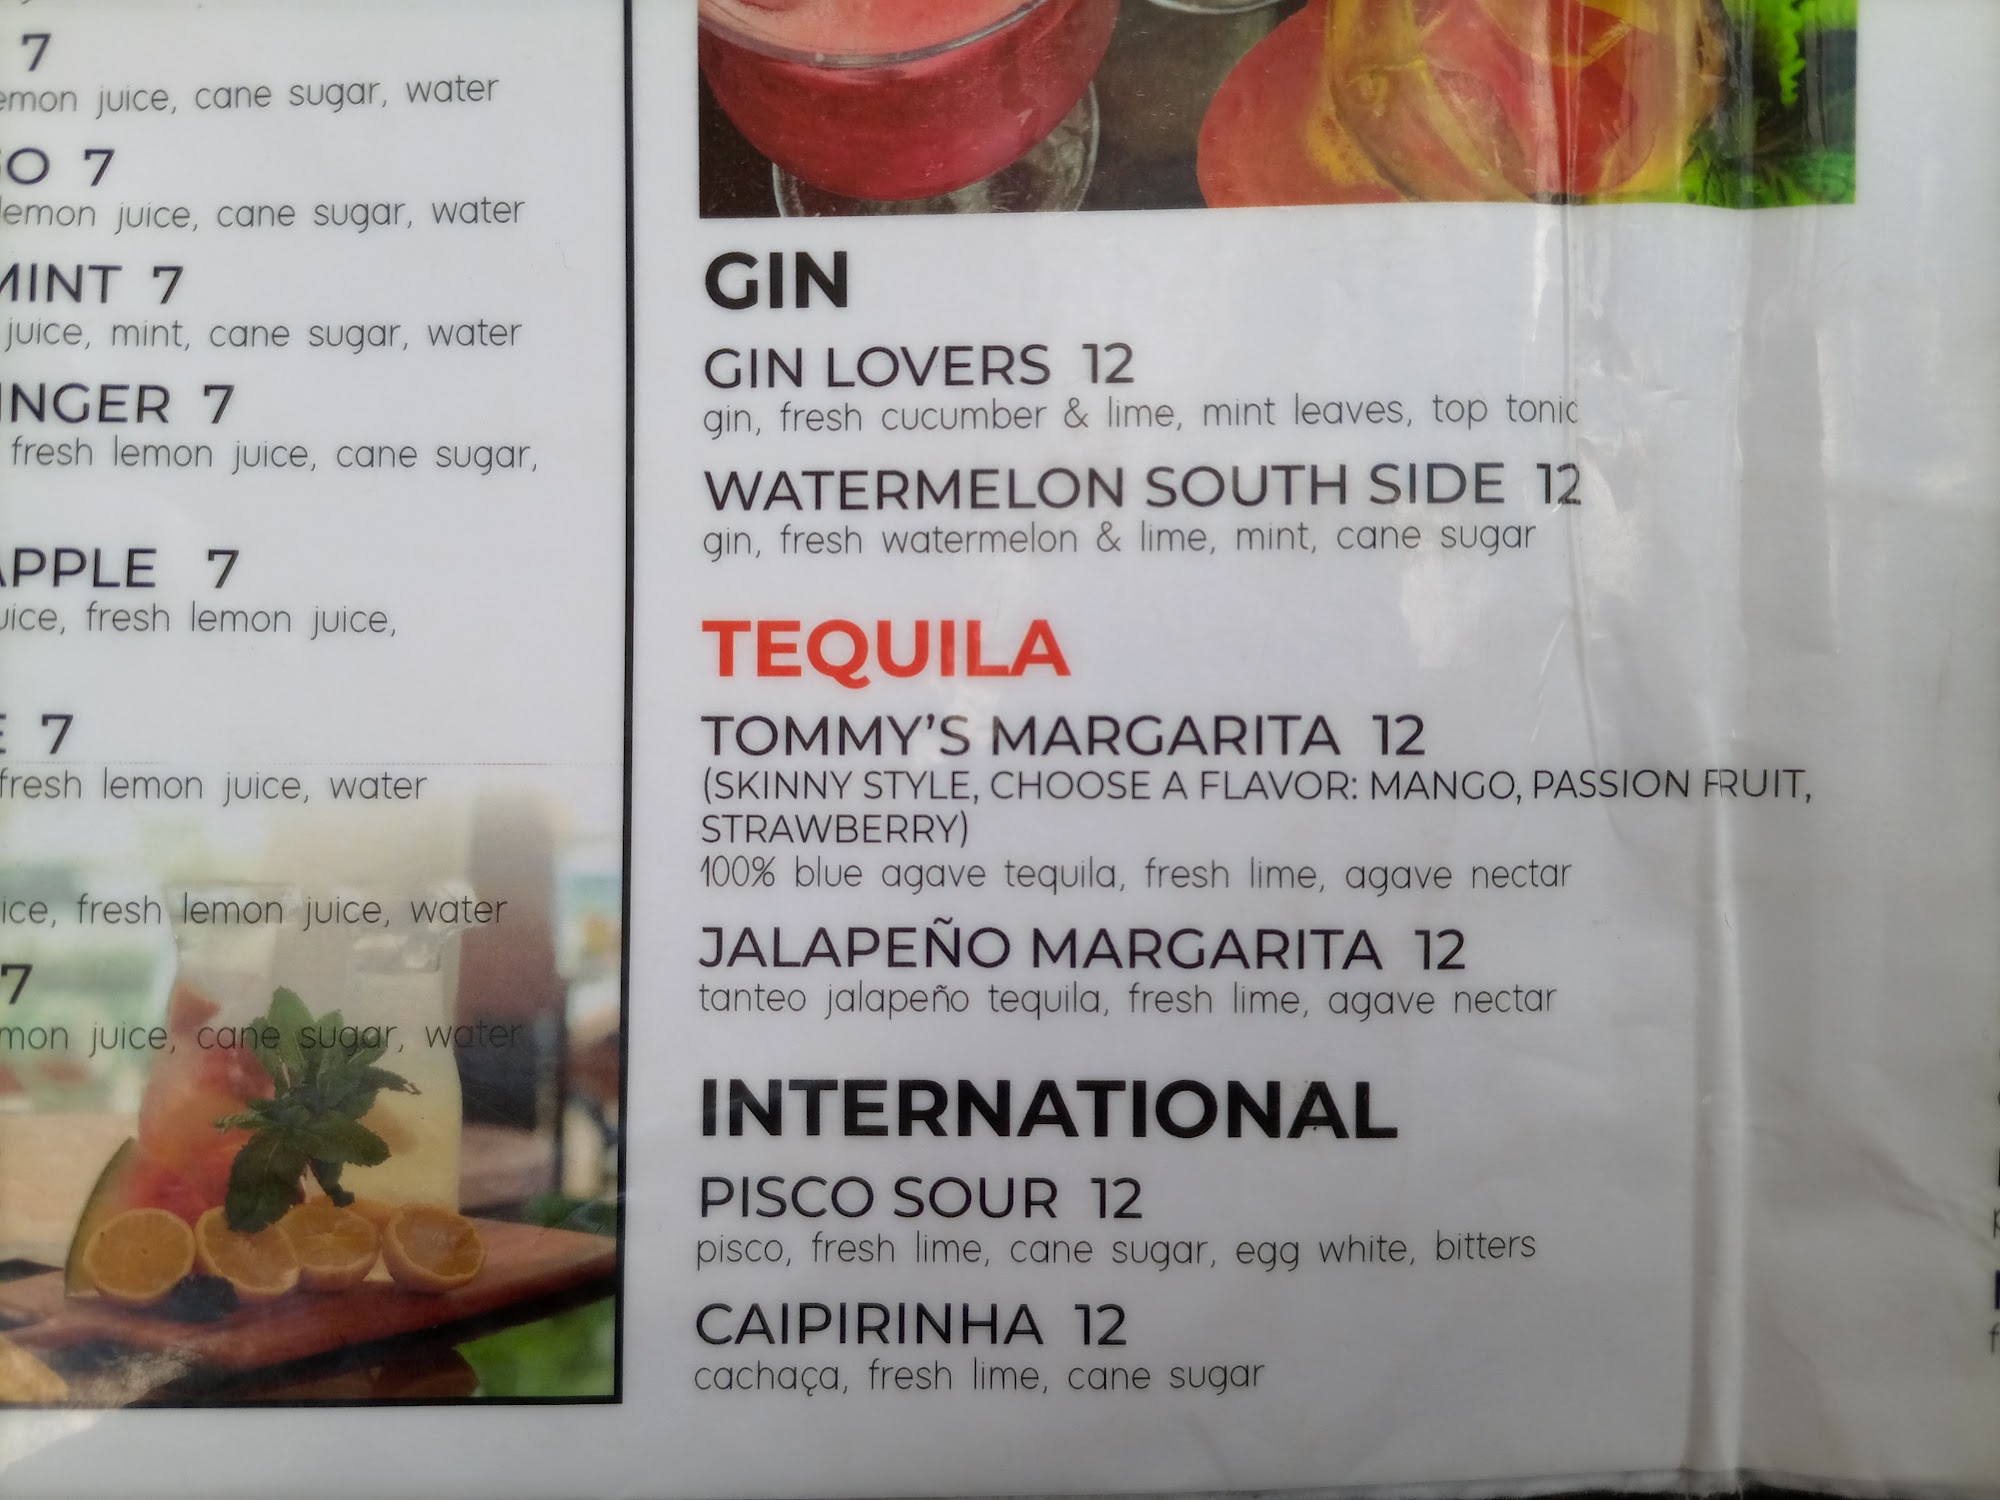 7
juice, cane sugar, water
7
lemon juice, cane sugar, water
MINT 7
juice, mint, cane sugar, water
7
fresh lemon juice, cane sugar,
7
fresh lemon juice,
7
fresh lemon juice, water
fresh lemon juice, water
7
juice, cane sugar, water
GIN
GIN LOVERS 12
gin, fresh cucumber & lime, mint leaves, top tonic
WATERMELON SOUTH SIDE 12
gin, fresh watermelon & lime, mint, cane sugar
TEQUILA
TOMMY'S MARGARITA 12
(SKINNY STYLE, CHOOSE A FLAVOR: MANGO, PASSION FRUIT,
STRAWBERRY)
100% blue agave tequila, fresh lime, agave nectar
JALAPEÑO MARGARITA 12
tanteo jalapeño tequila, fresh lime, agave nectar
INTERNATIONAL
PISCO SOUR 12
pisco, fresh lime, cane sugar, egg white, bitters
CAIPIRINHA 12
cachaça, fresh lime, cane sugar